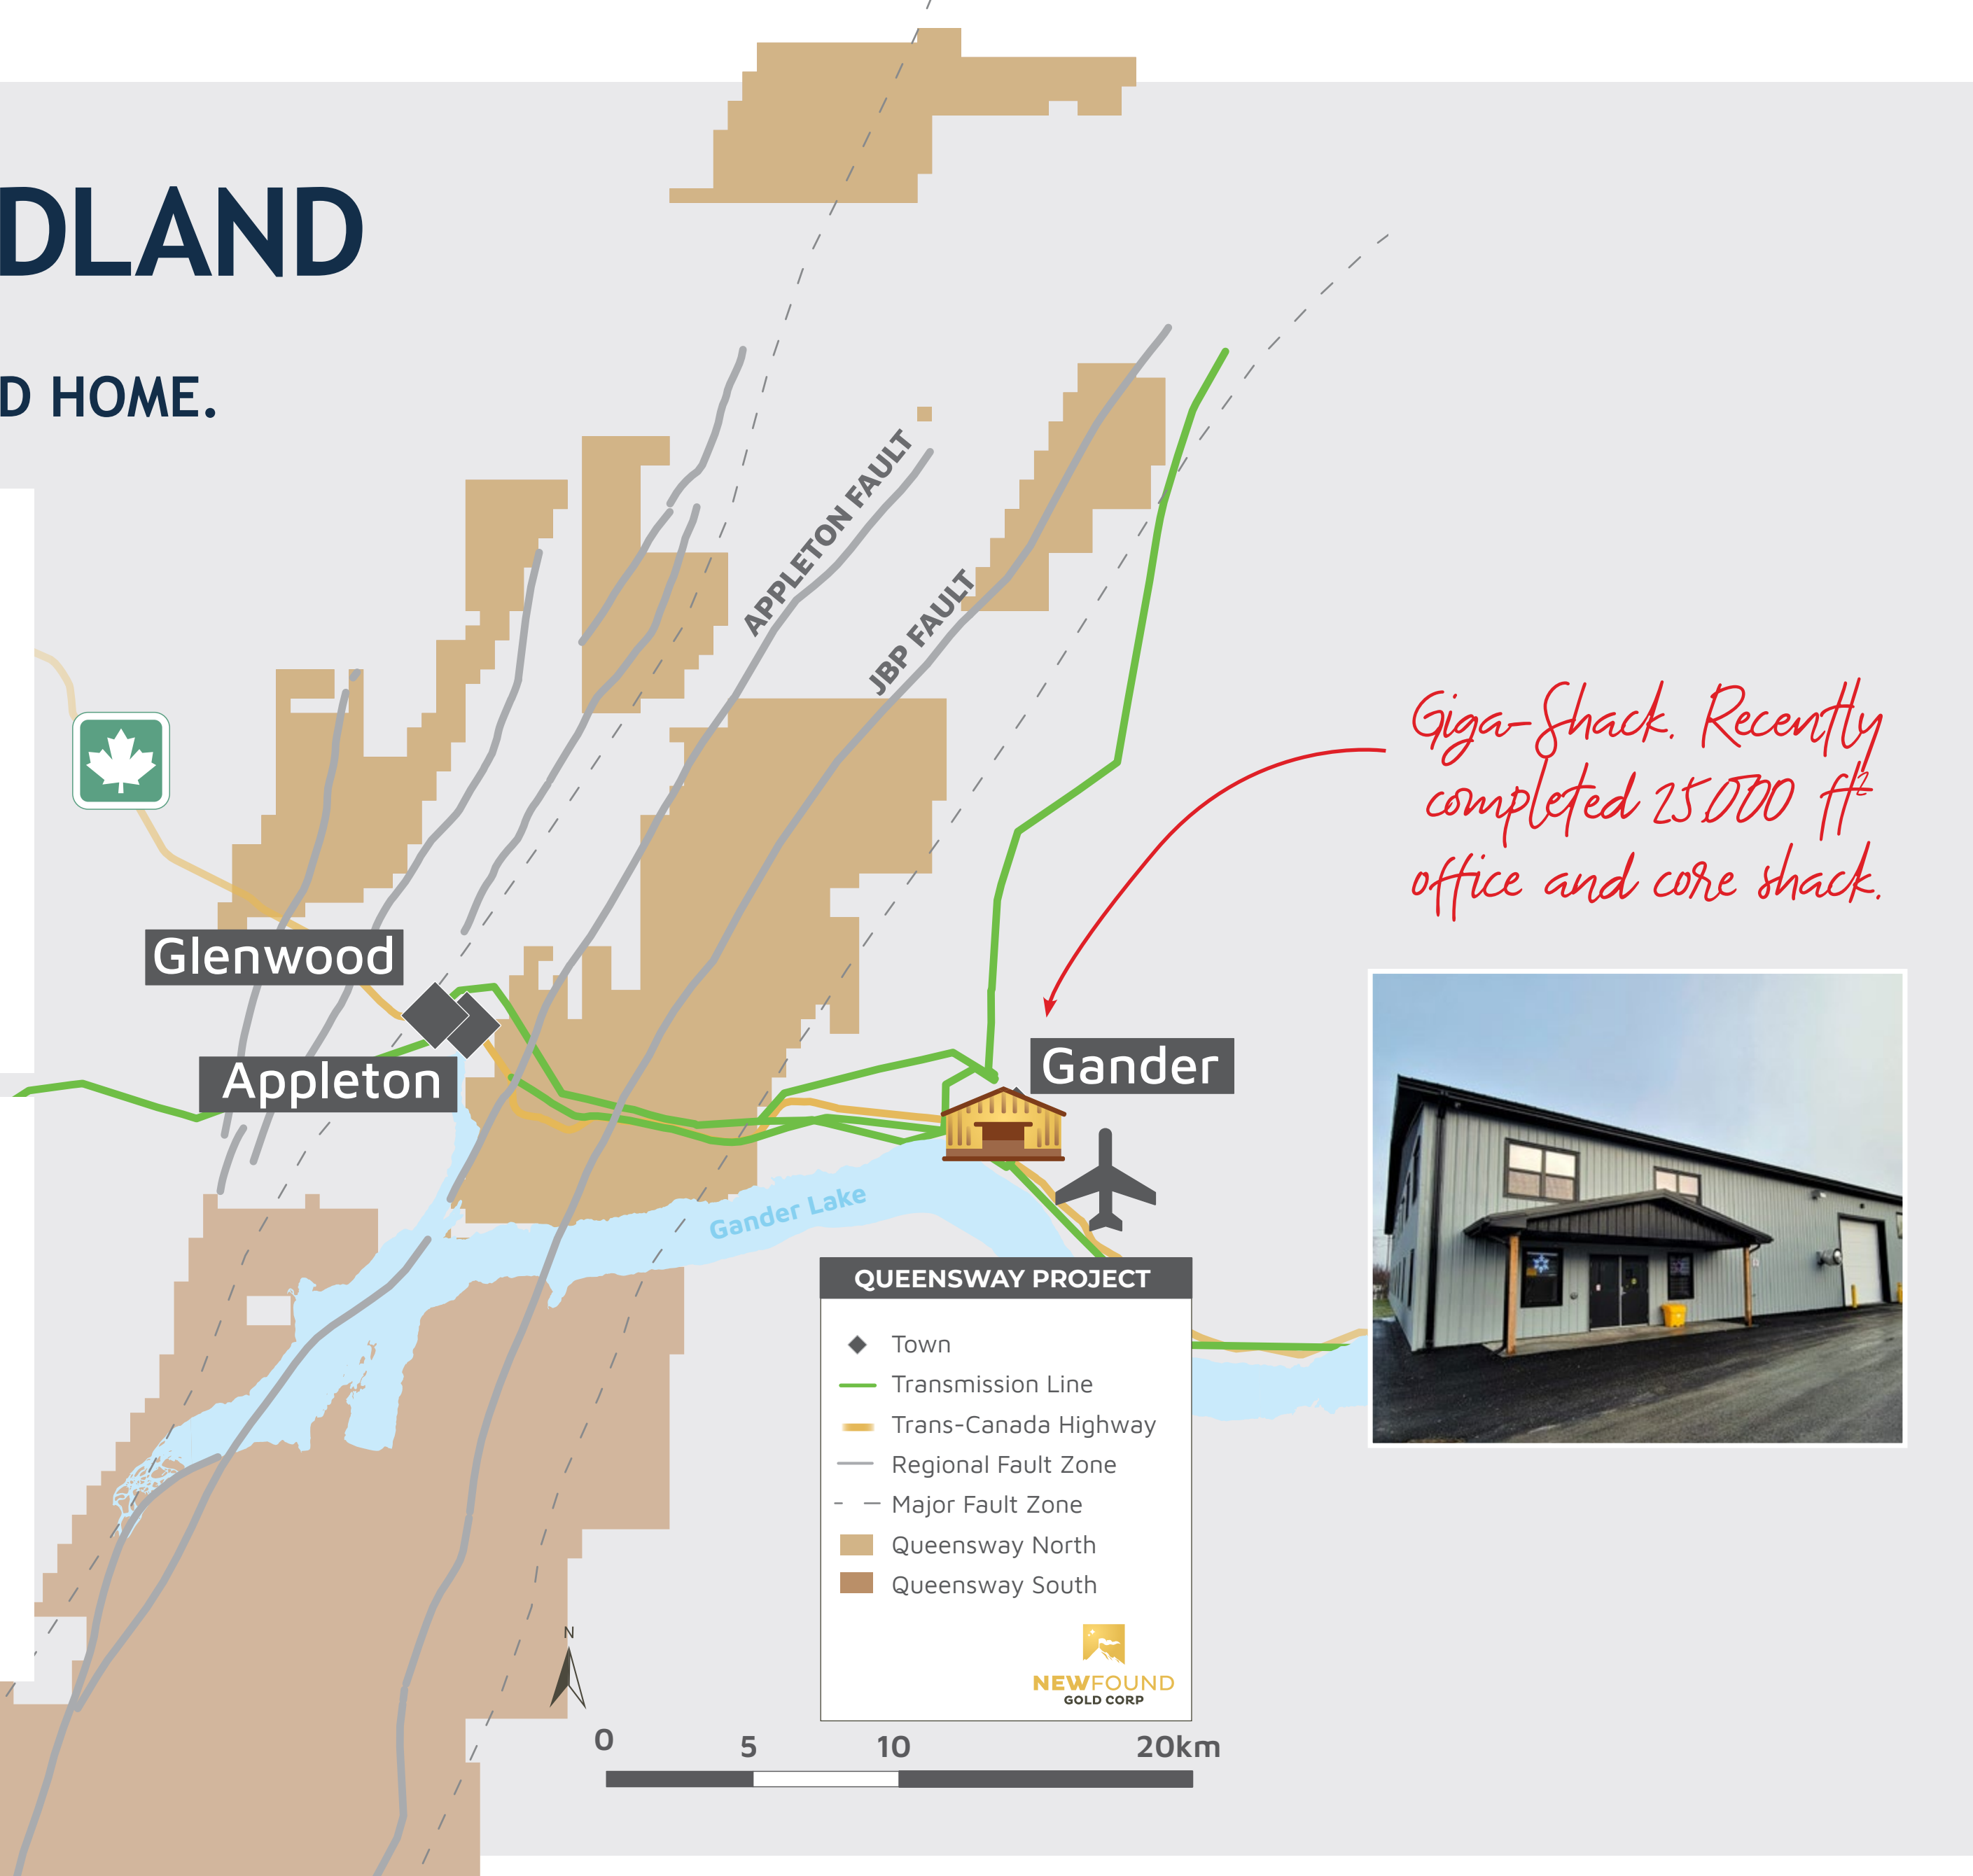 DLAND
D HOME.
APPLETON FAULT
JBP FAULT
Giga-Shack. Recently
completed 25,000 ft²
office and core shack.
Glenwood
Appleton
Gander
Gander Lake
QUEENSWAY PROJECT
Town
Transmission Line
Trans-Canada Highway
Regional Fault Zone
Major Fault Zone
Queensway North
Queensway South
NEWFOUND
GOLD CORP
N
0 5 10 20km